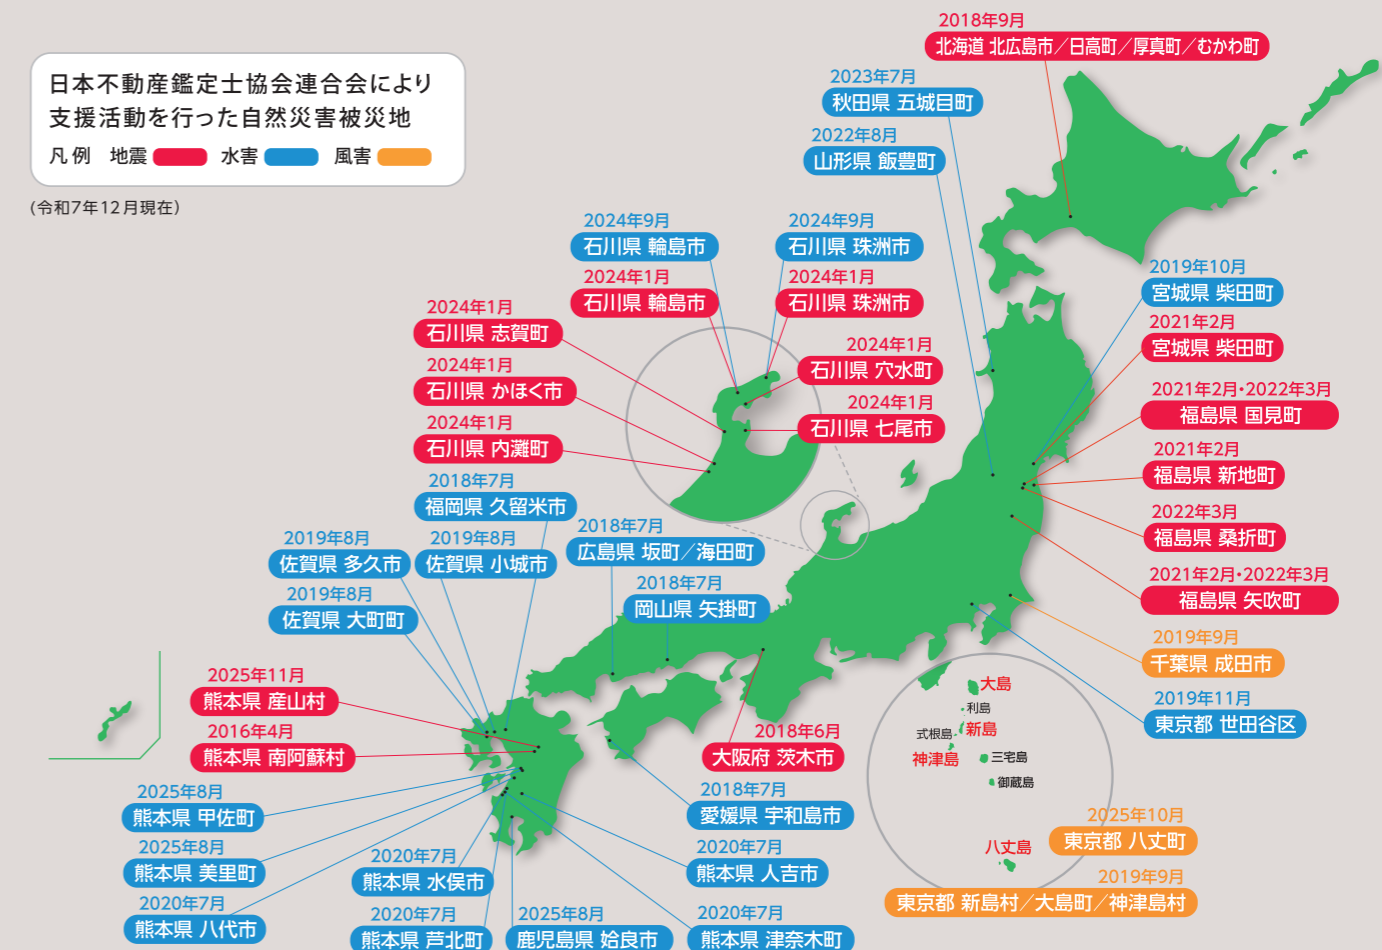 日本不動産鑑定士協会連合会により
支援活動を行った自然災害被災地
凡例 地震 水害 風害
(令和7年12月現在)
2018年9月
北海道 北広島市／日高町／厚真町／むかわ町
2023年7月
秋田県 五城目町
2022年8月
山形県 飯豊町
2024年9月
石川県 輪島市
2024年9月
石川県 珠洲市
2024年1月
石川県 輪島市
2024年1月
石川県 珠洲市
2024年1月
石川県 志賀町
2024年1月
石川県 穴水町
2024年1月
石川県 かほく市
2024年1月
石川県 七尾市
2024年1月
石川県 内灘町
2019年10月
宮城県 柴田町
2021年2月
宮城県 柴田町
2021年2月・2022年3月
福島県 国見町
2021年2月
福島県 新地町
2022年3月
福島県 桑折町
2021年2月・2022年3月
福島県 矢吹町
2019年9月
千葉県 成田市
2019年11月
東京都 世田谷区
2018年7月
福岡県 久留米市
2019年8月
佐賀県 多久市
2019年8月
佐賀県 小城市
2019年8月
佐賀県 大町町
2018年7月
広島県 坂町／海田町
2018年7月
岡山県 矢掛町
2025年11月
熊本県 産山村
2016年4月
熊本県 南阿蘇村
2018年6月
大阪府 茨木市
2018年7月
愛媛県 宇和島市
2025年8月
熊本県 甲佐町
2025年8月
熊本県 美里町
2020年7月
熊本県 八代市
2020年7月
熊本県 水俣市
2020年7月
熊本県 人吉市
2020年7月
熊本県 芦北町
2025年8月
鹿児島県 姶良市
2020年7月
熊本県 津奈木町
大島
利島
新島
式根島
神津島
三宅島
御蔵島
八丈島
2025年10月
東京都 八丈町
2019年9月
東京都 新島村／大島町／神津島村